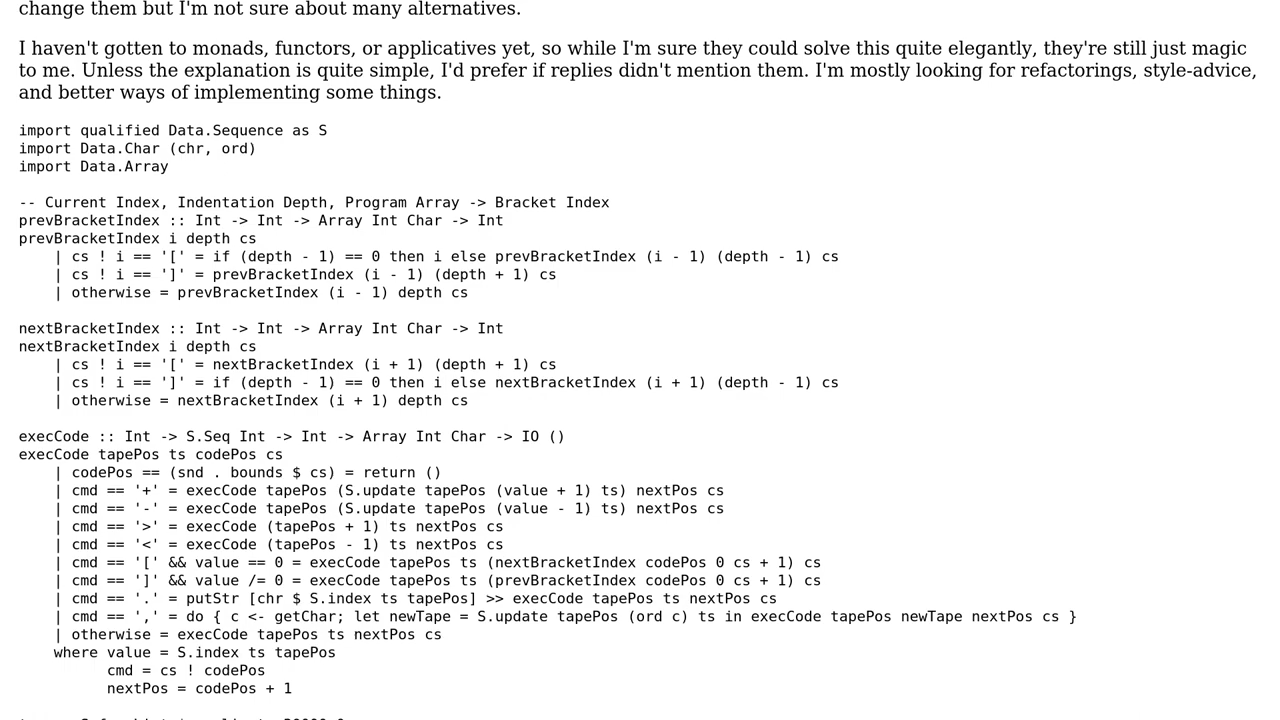 change them but I'm not sure about many alternatives.
I haven't gotten to monads, functors, or applicatives yet, so while I'm sure they could solve this quite elegantly, they're still just magic
to me. Unless the explanation is quite simple, I'd prefer if replies didn't mention them. I'm mostly looking for refactorings, style-advice,
and better ways of implementing some things.
import qualified Data.Sequence as S
import Data.Char (chr, ord)
import Data.Array
-- Current Index, Indentation Depth, Program Array -> Bracket Index
prevBracketIndex :: Int -> Int -> Array Int Char -> Int
prevBracketIndex i depth cs
    | cs ! i == '[' = if (depth - 1) == 0 then i else prevBracketIndex (i - 1) (depth - 1) cs
    | cs ! i == ']' = prevBracketIndex (i - 1) (depth + 1) cs
    | otherwise = prevBracketIndex (i - 1) depth cs
nextBracketIndex :: Int -> Int -> Array Int Char -> Int
nextBracketIndex i depth cs
    | cs ! i == '[' = nextBracketIndex (i + 1) (depth + 1) cs
    | cs ! i == ']' = if (depth - 1) == 0 then i else nextBracketIndex (i + 1) (depth - 1) cs
    | otherwise = nextBracketIndex (i + 1) depth cs
execCode :: Int -> S.Seq Int -> Int -> Array Int Char -> IO ()
execCode tapePos ts codePos cs
    | codePos == (snd . bounds $ cs) = return ()
    | cmd == '+' = execCode tapePos (S.update tapePos (value + 1) ts) nextPos cs
    | cmd == '-' = execCode tapePos (S.update tapePos (value - 1) ts) nextPos cs
    | cmd == '>' = execCode (tapePos + 1) ts nextPos cs
    | cmd == '<' = execCode (tapePos - 1) ts nextPos cs
    | cmd == '[' && value == 0 = execCode tapePos ts (nextBracketIndex codePos 0 cs + 1) cs
    | cmd == ']' && value /= 0 = execCode tapePos ts (prevBracketIndex codePos 0 cs + 1) cs
    | cmd == '.' = putStr [chr $ S.index ts tapePos] >> execCode tapePos ts nextPos cs
    | cmd == ',' = do { c <- getChar; let newTape = S.update tapePos (ord c) ts in execCode tapePos newTape nextPos cs }
    | otherwise = execCode tapePos ts nextPos cs
    where value = S.index ts tapePos
          cmd = cs ! codePos
          nextPos = codePos + 1